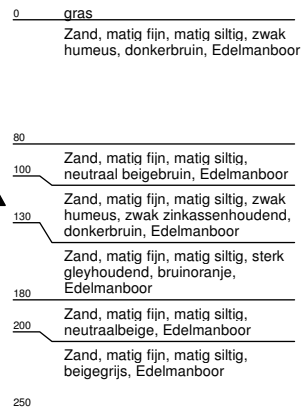 0 gras
Zand, matig fijn, matig siltig, zwak
humeus, donkerbruin, Edelmanboor
80
Zand, matig fijn, matig siltig,
100 neutraal beigebruin, Edelmanboor
Zand, matig fijn, matig siltig, zwak
humeus, zwak zinkassenhoudend,
130 donkerbruin, Edelmanboor
Zand, matig fijn, matig siltig, sterk
gleyhoudend, bruinoranje,
Edelmanboor
180
Zand, matig fijn, matig siltig,
200 neutraalbeige, Edelmanboor
Zand, matig fijn, matig siltig,
beigegrijs, Edelmanboor
250